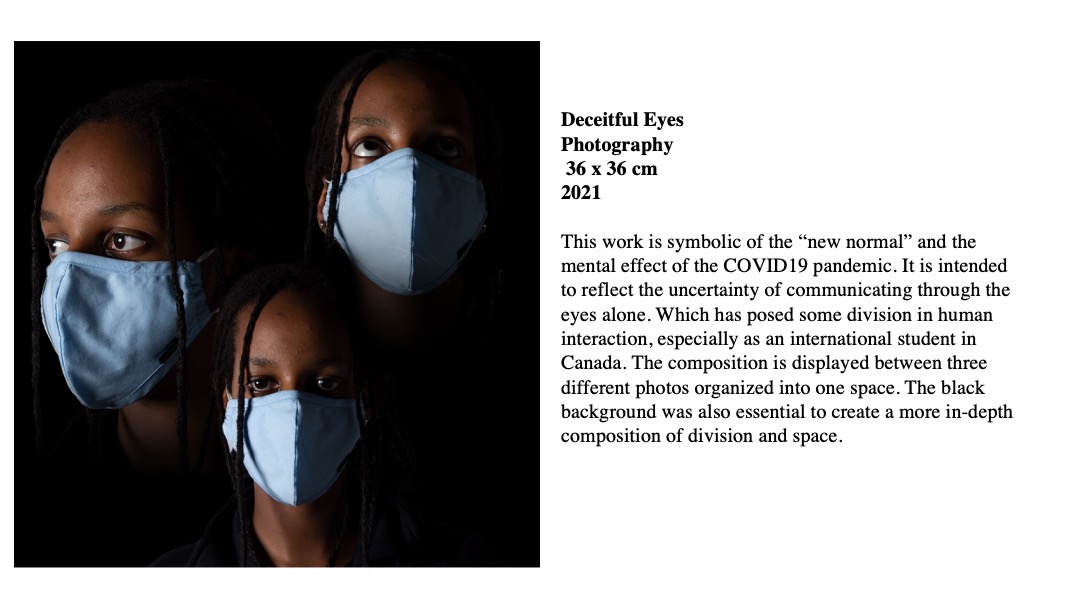 Deceitful Eyes
Photography
36 x 36 cm
2021
This work is symbolic of the “new normal” and the
mental effect of the COVID19 pandemic. It is intended
to reflect the uncertainty of communicating through the
eyes alone. Which has posed some division in human
interaction, especially as an international student in
Canada. The composition is displayed between three
different photos organized into one space. The black
background was also essential to create a more in-depth
composition of division and space.